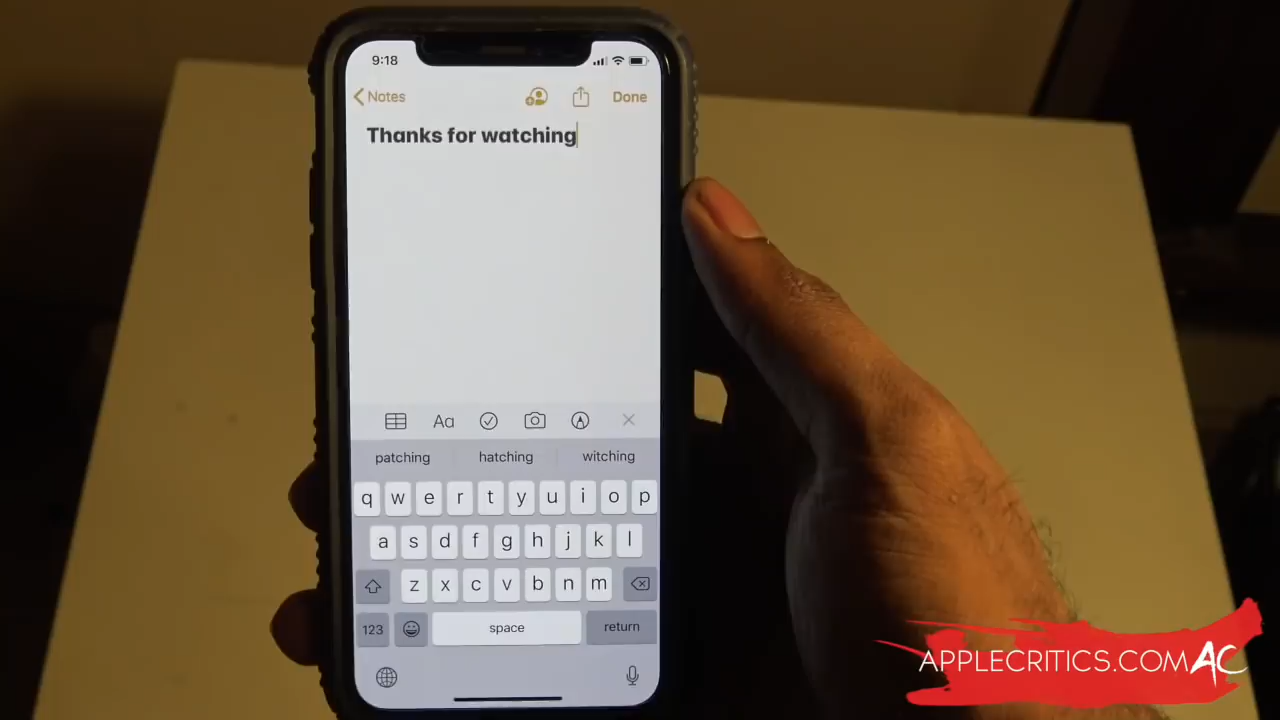 9:18
Notes
Done
Thanks for watching
Aa
patching hatching witching
q w e r t y u i o p
a s d f g h j k l
z x c v b n m
123 space return
APPLECRITICS.COM AC